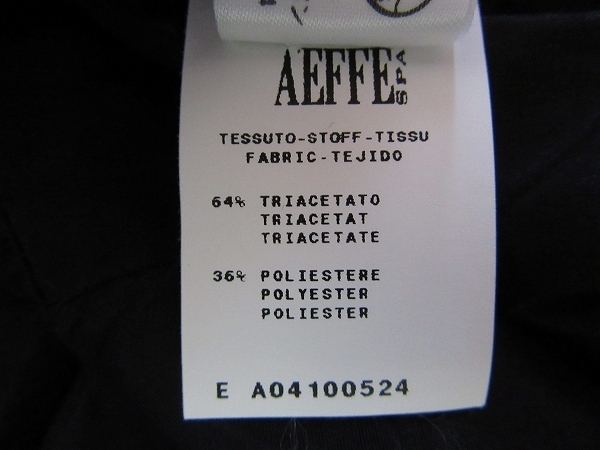 AEFFE SPA
TESSUTO-STOFF-TISSU
FABRIC-TEJIDO
64% TRIACETATO
TRIACETAT
TRIACETATE
36% POLIESTERE
POLYESTER
POLIESTER
E A04100524